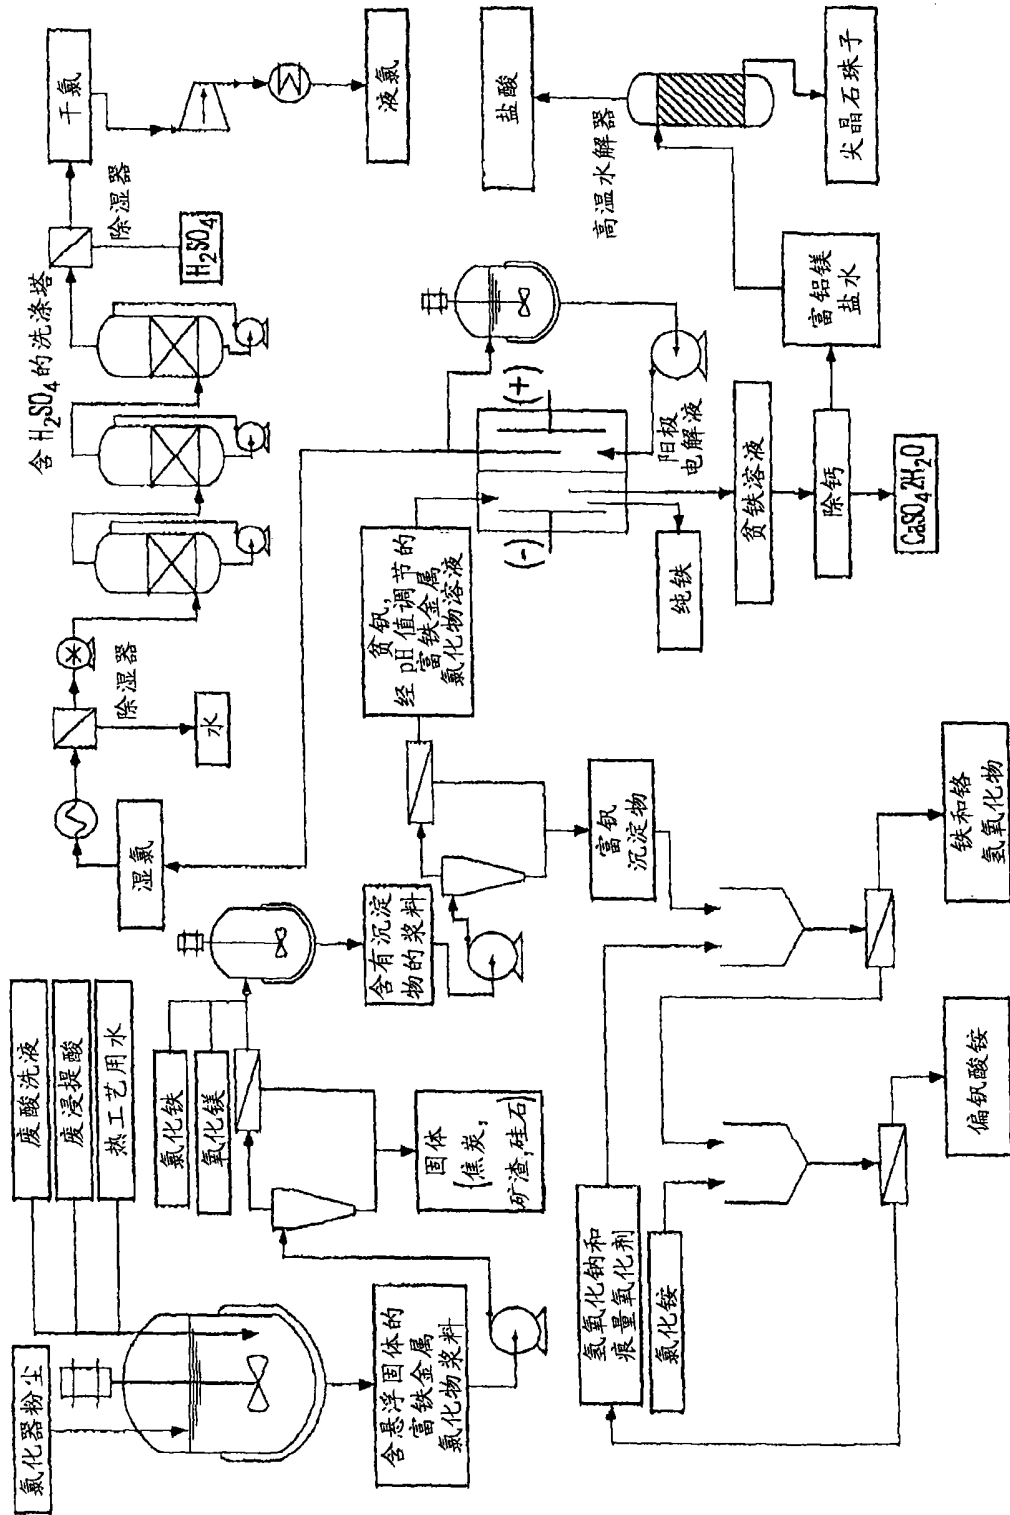 氯化器粉尘
废酸洗液
废浸提酸
热工艺用水
含悬浮固体的
富铁金属
氯化物浆料
氯化铁
氧化镁
固体
(焦炭,
矿渣,硅石)
含有沉淀
物的浆料
富钒
沉淀物
贫钒,
经pH值调节的
富铁金属
氯化物溶液
(-)
(+)
阳极
电解液
纯铁
贫铁溶液
除钙
CaSO4 2H2O
富铝镁
盐水
高温水解器
盐酸
尖晶石珠子
湿氯
除湿器
水
含H2SO4的洗涤塔
除湿器
H2SO4
干氯
液氯
氢氧化钠和
痕量氧化剂
氯化铵
铁和铬
氢氧化物
偏钒酸铵